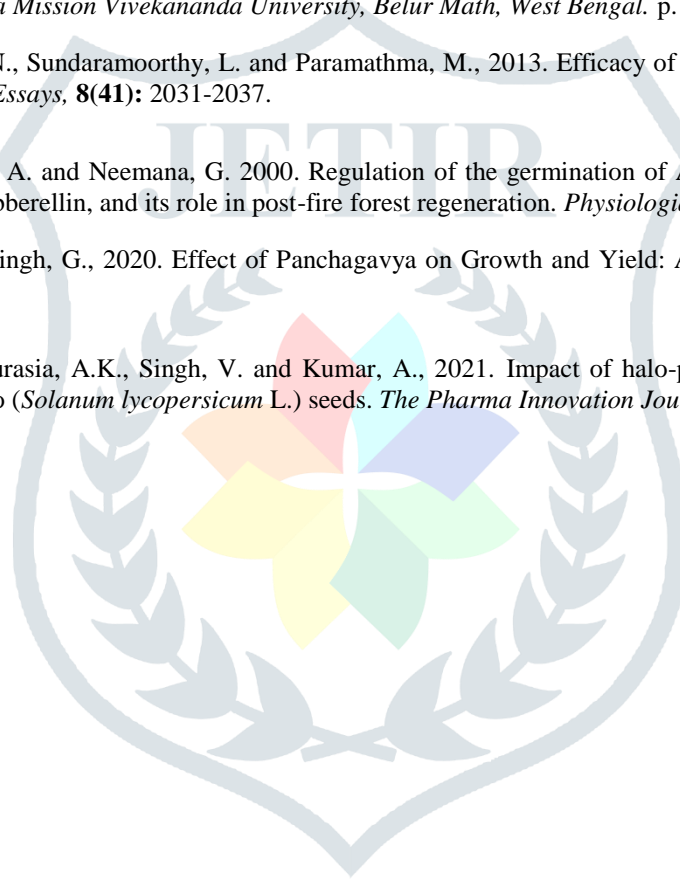 a Mission Vivekananda University, Belur Math, West Bengal. p.
N., Sundaramoorthy, L. and Paramathma, M., 2013. Efficacy of
Essays, 8(41): 2031-2037.
JETIR
A. and Neemana, G. 2000. Regulation of the germination of
bberellin, and its role in post-fire forest regeneration. Physiologi
ingh, G., 2020. Effect of Panchagavya on Growth and Yield: A
urasia, A.K., Singh, V. and Kumar, A., 2021. Impact of halo-p
o (Solanum lycopersicum L.) seeds. The Pharma Innovation Jou